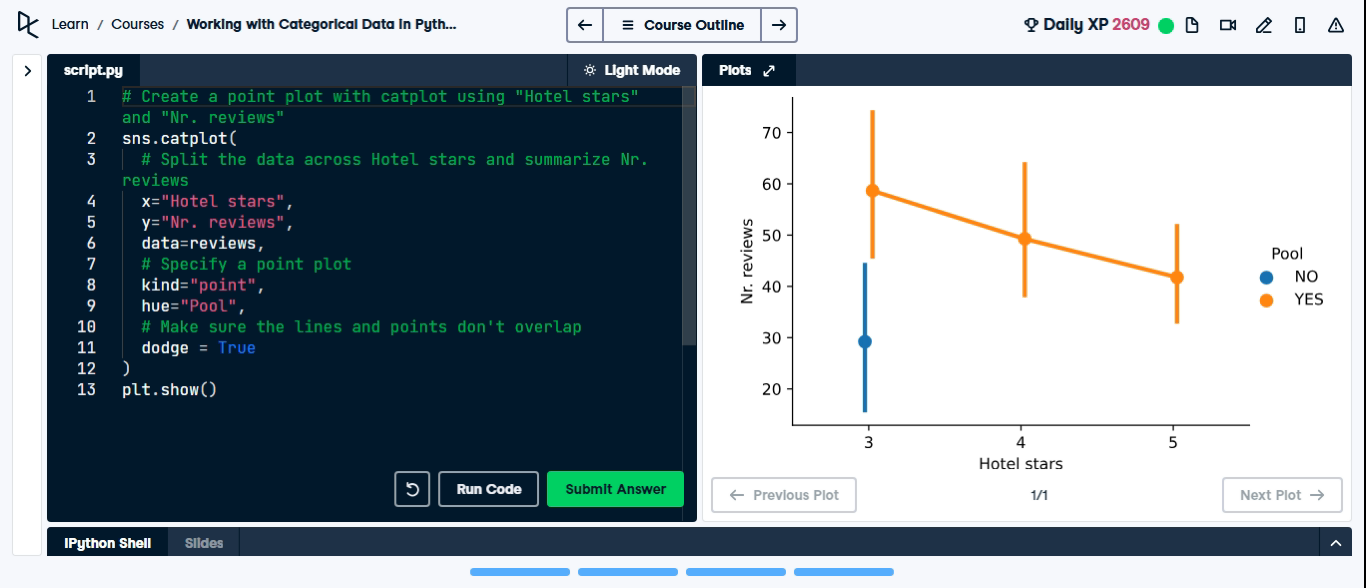 Learn / Courses / Working with Categorical Data in Pyth...
Course Outline
Daily XP 2609
script.py
Light Mode
1 # Create a point plot with catplot using "Hotel stars"
and "Nr. reviews"
2 sns.catplot(
3 # Split the data across Hotel stars and summarize Nr.
reviews
4 x="Hotel stars",
5 y="Nr. reviews",
6 data=reviews,
7 # Specify a point plot
8 kind="point",
9 hue="Pool",
10 # Make sure the lines and points don't overlap
11 dodge = True
12 )
13 plt.show()
Run Code
Submit Answer
Plots
70
60
50
40
30
20
Nr. reviews
3 4 5
Hotel stars
Pool
NO
YES
Previous Plot
1/1
Next Plot
IPython Shell
Slides